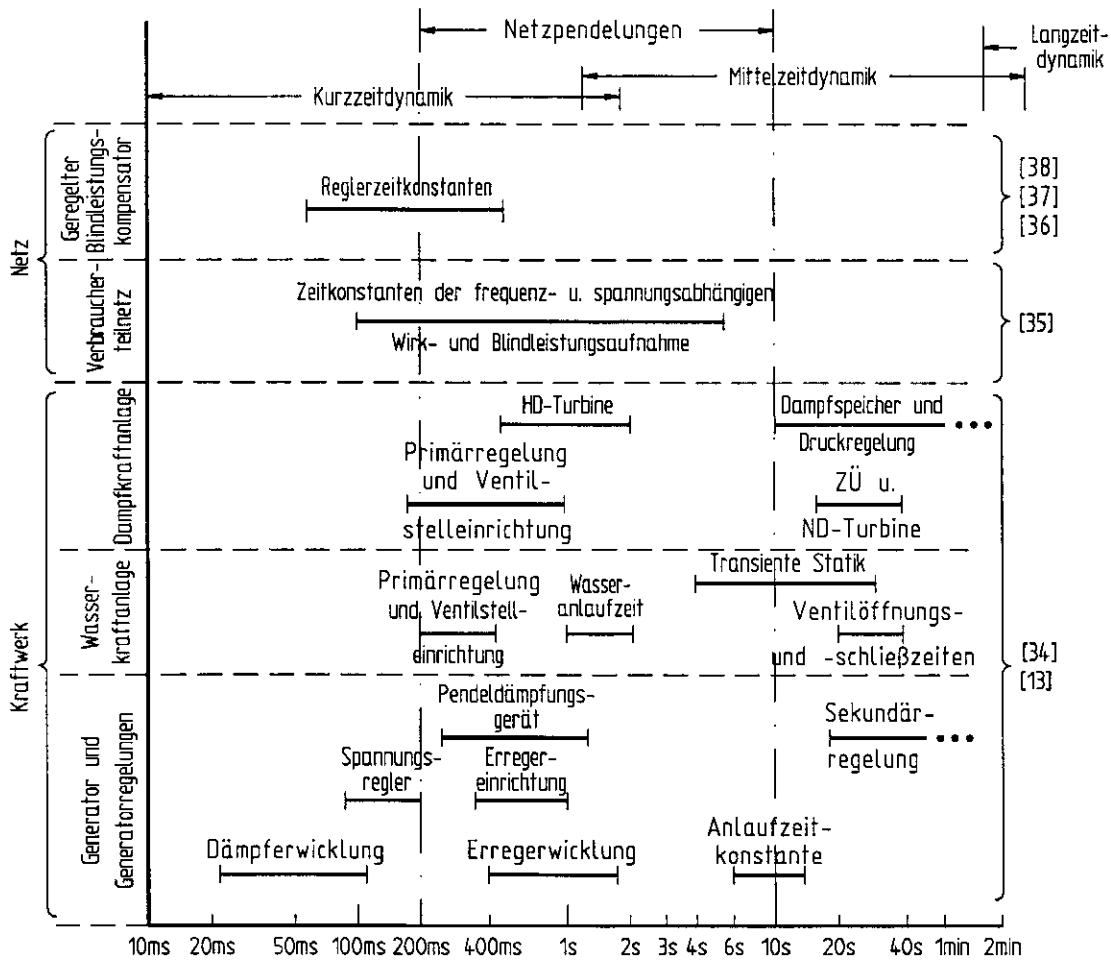 Netzpendelungen
Langzeit-
dynamik
Mittelzeitdynamik
Kurzzeitdynamik
Netz
Geregelter
Blindleistungs-
kompensator
Reglerzeitkonstanten
[38]
[37]
[36]
Verbraucher-
teilnetz
Zeitkonstanten der frequenz- u. spannungsabhängigen
Wirk- und Blindleistungsaufnahme
[35]
Kraftwerk
Dampfkraftanlage
HD-Turbine
Dampfspeicher und
Druckregelung
Primärregelung
und Ventil-
stelleinrichtung
ZÜ u.
ND-Turbine
Wasser-
kraftanlage
Transiente Statik
Primärregelung
und Ventilstell-
einrichtung
Wasser-
anlaufzeit
Ventilöffnungs-
und -schließzeiten
[34]
[13]
Generator und
Generatorregelungen
Pendeldämpfungs-
gerät
Sekundär-
regelung
Spannungs-
regler
Erreger-
einrichtung
Dämpferwicklung
Erregerwicklung
Anlaufzeit-
konstante
10ms 20ms 50ms 100ms 200ms 400ms 1s 2s 3s 4s 6s 10s 20s 40s 1min 2min